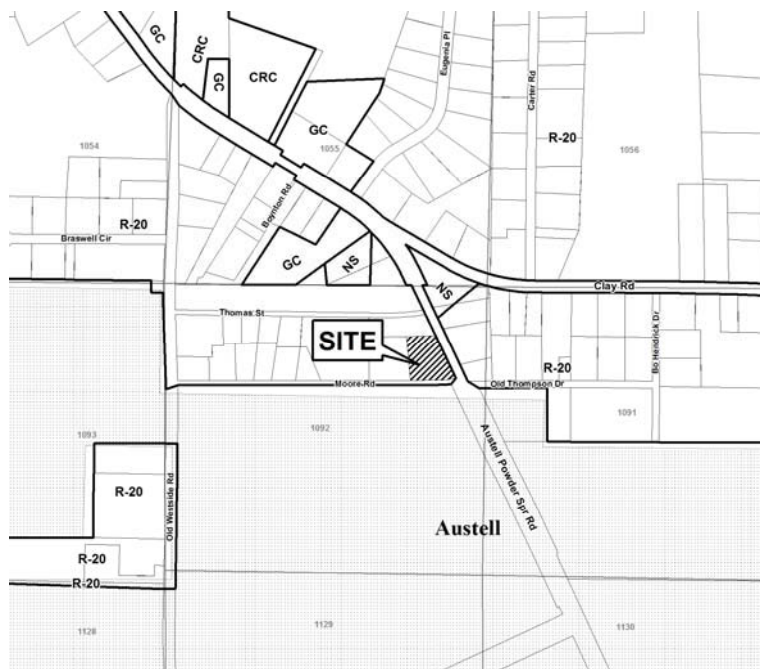 GC
CRC
GC
CRC
Eugenia Pl
Carter Rd
GC
1054
1055
R-20
1056
Boynton Rd
R-20
Braswell Cir
GC
NS
NS
Clay Rd
Thomas St
SITE
Bo Hendrick Dr
R-20
Moore Rd
Old Thompson Dr
1091
1093
1092
Austell Powder Spr Rd
R-20
Old Westside Rd
Austell
R-20
R-20
1128
1129
1130